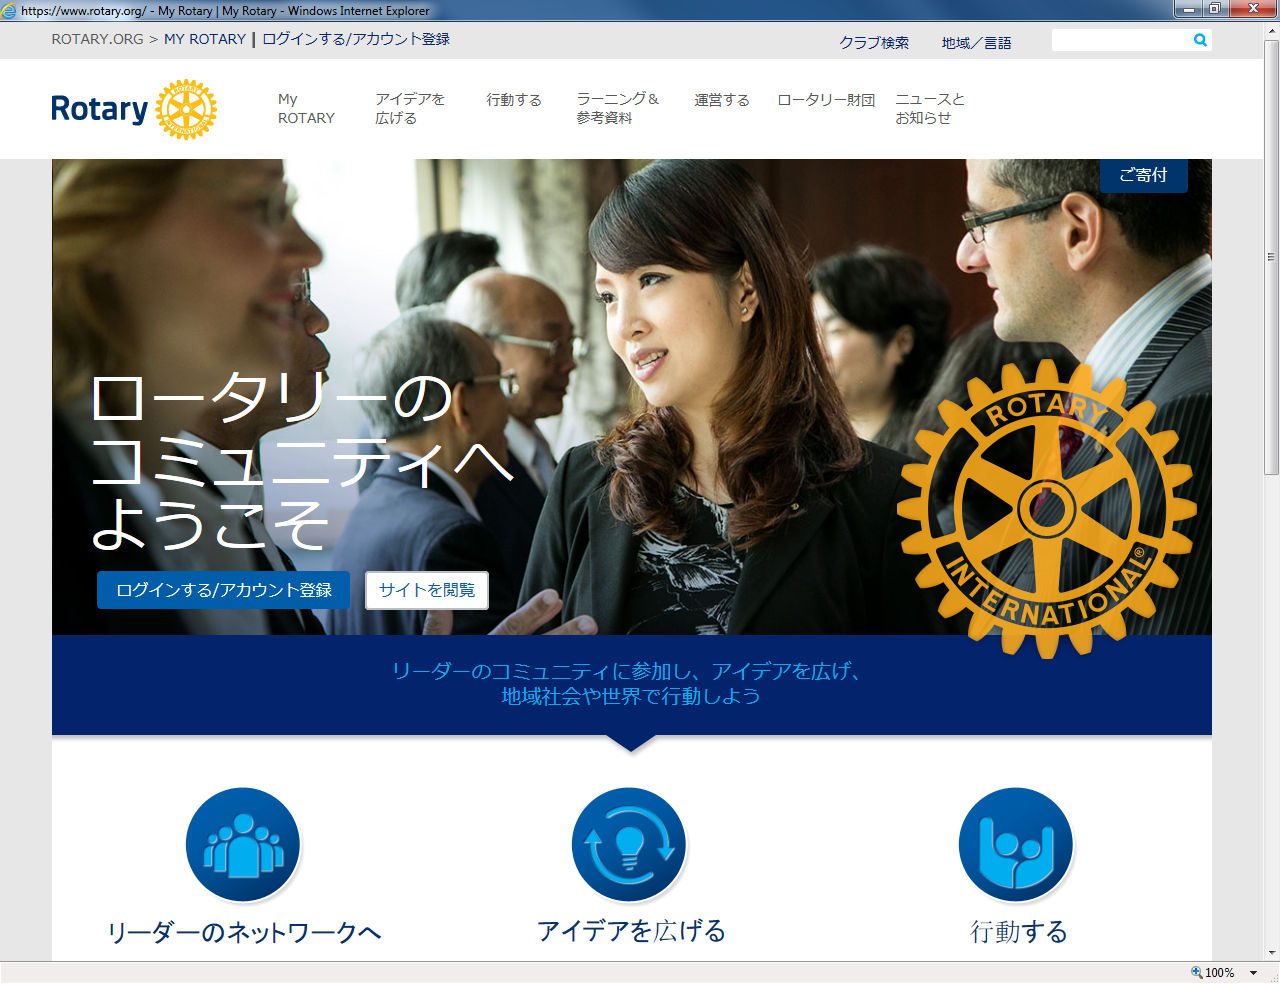 https://www.rotary.org/ - My Rotary | My Rotary - Windows Internet Explorer
ROTARY.ORG > MY ROTARY | ログインする/アカウント登録
クラブ検索 地域／言語
Rotary
ROTARY
INTERNATIONAL
My
ROTARY
アイデアを
広げる
行動する
ラーニング＆
参考資料
運営する
ロータリー財団
ニュースと
お知らせ
ご寄付
ロータリーの
コミュニティへ
ようこそ
ROTARY
INTERNATIONAL®
ログインする/アカウント登録
サイトを閲覧
リーダーのコミュニティに参加し、アイデアを広げ、
地域社会や世界で行動しよう
リーダーのネットワークへ
アイデアを広げる
行動する
100%